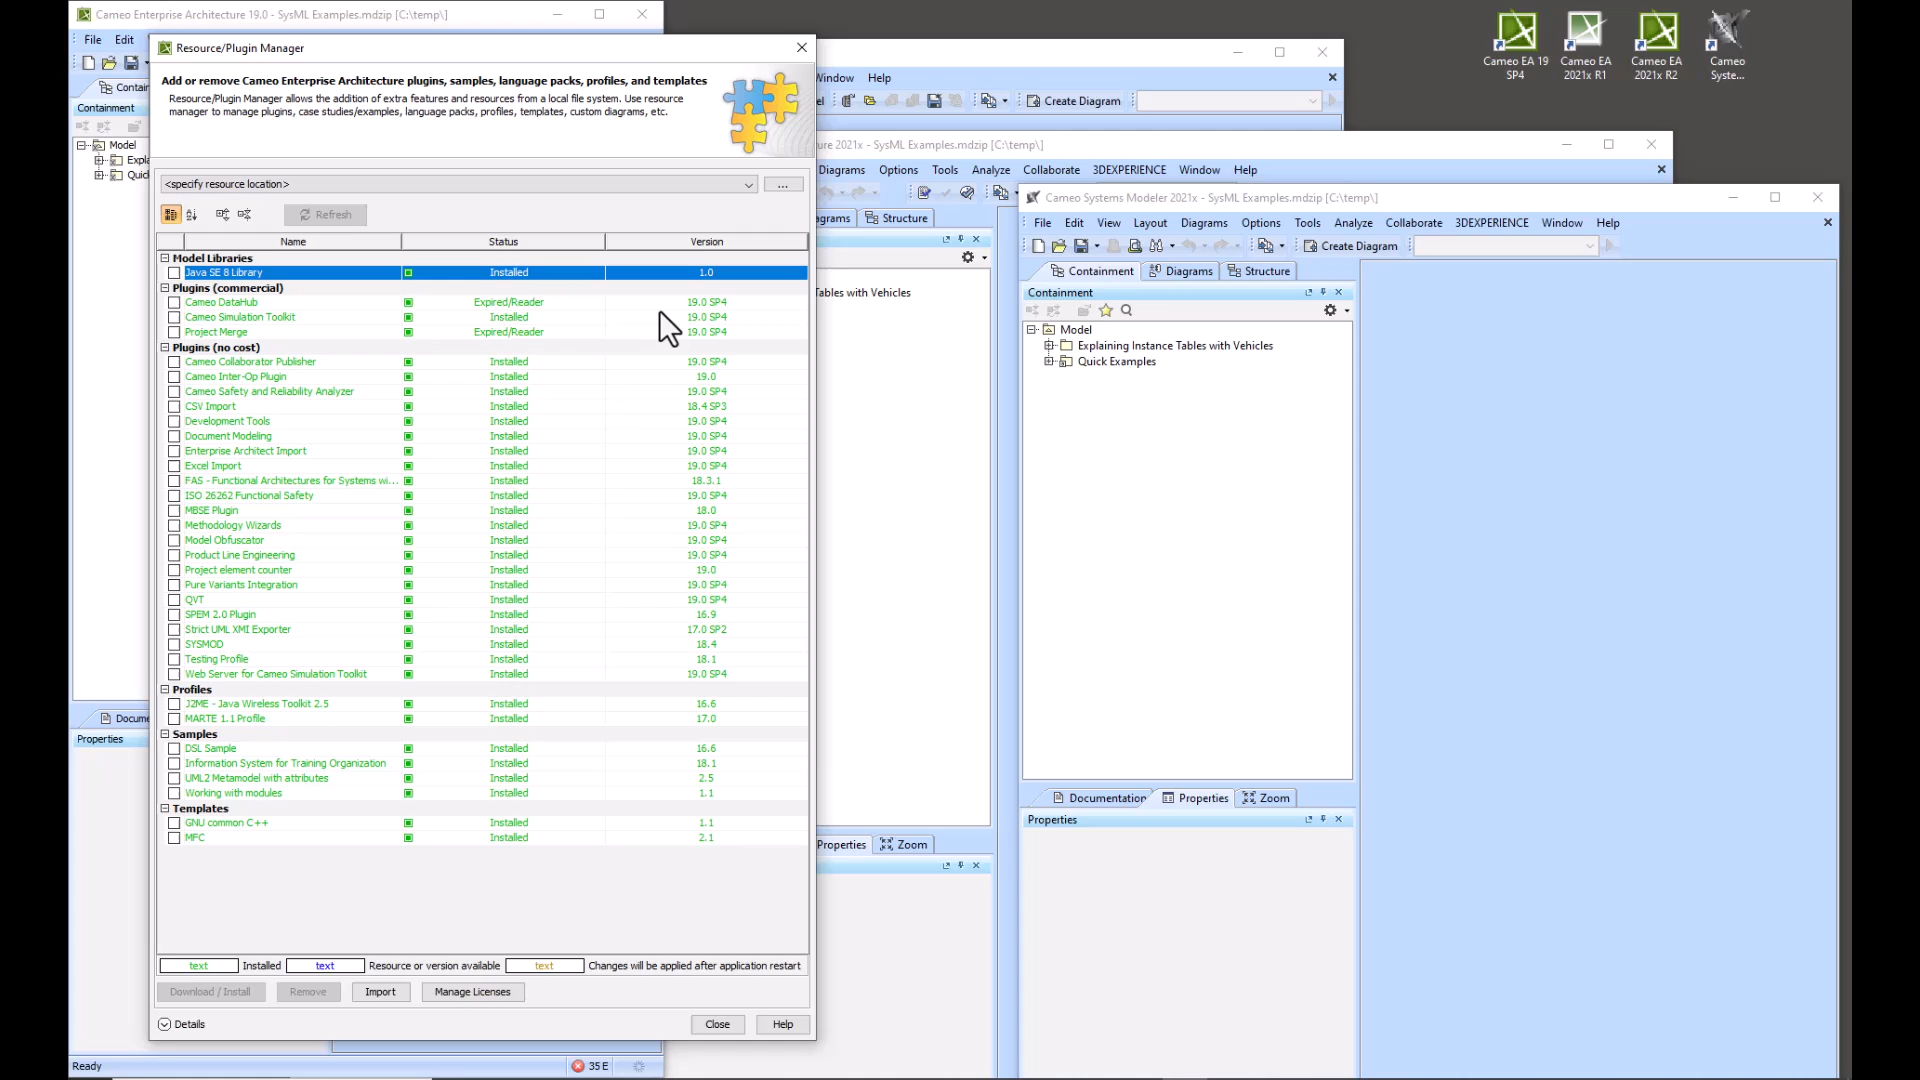 Cameo Enterprise Architecture 19.0 - SysML Examples.mdzip [C:\temp\]
File Edit
Contain
Containment
Model
Expla
Quick
Docume
Properties
Ready
35 E
Resource/Plugin Manager
Add or remove Cameo Enterprise Architecture plugins, samples, language packs, profiles, and templates
Resource/Plugin Manager allows the addition of extra features and resources from a local file system. Use resource
manager to manage plugins, case studies/examples, language packs, profiles, templates, custom diagrams, etc.
<specify resource location>
...
Refresh
Name Status Version
Model Libraries
Java SE 8 Library Installed 1.0
Plugins (commercial)
Cameo DataHub Expired/Reader 19.0 SP4
Cameo Simulation Toolkit Installed 19.0 SP4
Project Merge Expired/Reader 19.0 SP4
Plugins (no cost)
Cameo Collaborator Publisher Installed 19.0 SP4
Cameo Inter-Op Plugin Installed 19.0
Cameo Safety and Reliability Analyzer Installed 19.0 SP4
CSV Import Installed 18.4 SP3
Development Tools Installed 19.0 SP4
Document Modeling Installed 19.0 SP4
Enterprise Architect Import Installed 19.0 SP4
Excel Import Installed 19.0 SP4
FAS - Functional Architectures for Systems wi... Installed 18.3.1
ISO 26262 Functional Safety Installed 19.0 SP4
MBSE Plugin Installed 18.0
Methodology Wizards Installed 19.0 SP4
Model Obfuscator Installed 19.0 SP4
Product Line Engineering Installed 19.0 SP4
Project element counter Installed 19.0
Pure Variants Integration Installed 19.0 SP4
QVT Installed 19.0 SP4
SPEM 2.0 Plugin Installed 16.9
Strict UML XMI Exporter Installed 17.0 SP2
SYSMOD Installed 18.4
Testing Profile Installed 18.1
Web Server for Cameo Simulation Toolkit Installed 19.0 SP4
Profiles
J2ME - Java Wireless Toolkit 2.5 Installed 16.6
MARTE 1.1 Profile Installed 17.0
Samples
DSL Sample Installed 16.6
Information System for Training Organization Installed 18.1
UML2 Metamodel with attributes Installed 2.5
Working with modules Installed 1.1
Templates
GNU common C++ Installed 1.1
MFC Installed 2.1
text Installed text Resource or version available text Changes will be applied after application restart
Download / Install Remove Import Manage Licenses
Details
Close Help
Window Help
Create Diagram
ure 2021x - SysML Examples.mdzip [C:\temp\]
Diagrams Options Tools Analyze Collaborate 3DEXPERIENCE Window Help
agrams Structure
Tables with Vehicles
Properties Zoom
Cameo Systems Modeler 2021x - SysML Examples.mdzip [C:\temp\]
File Edit View Layout Diagrams Options Tools Analyze Collaborate 3DEXPERIENCE Window Help
Create Diagram
Containment Diagrams Structure
Containment
Model
Explaining Instance Tables with Vehicles
Quick Examples
Documentation Properties Zoom
Properties
Cameo EA 19
SP4
Cameo EA
2021x R1
Cameo EA
2021x R2
Cameo
Syste...